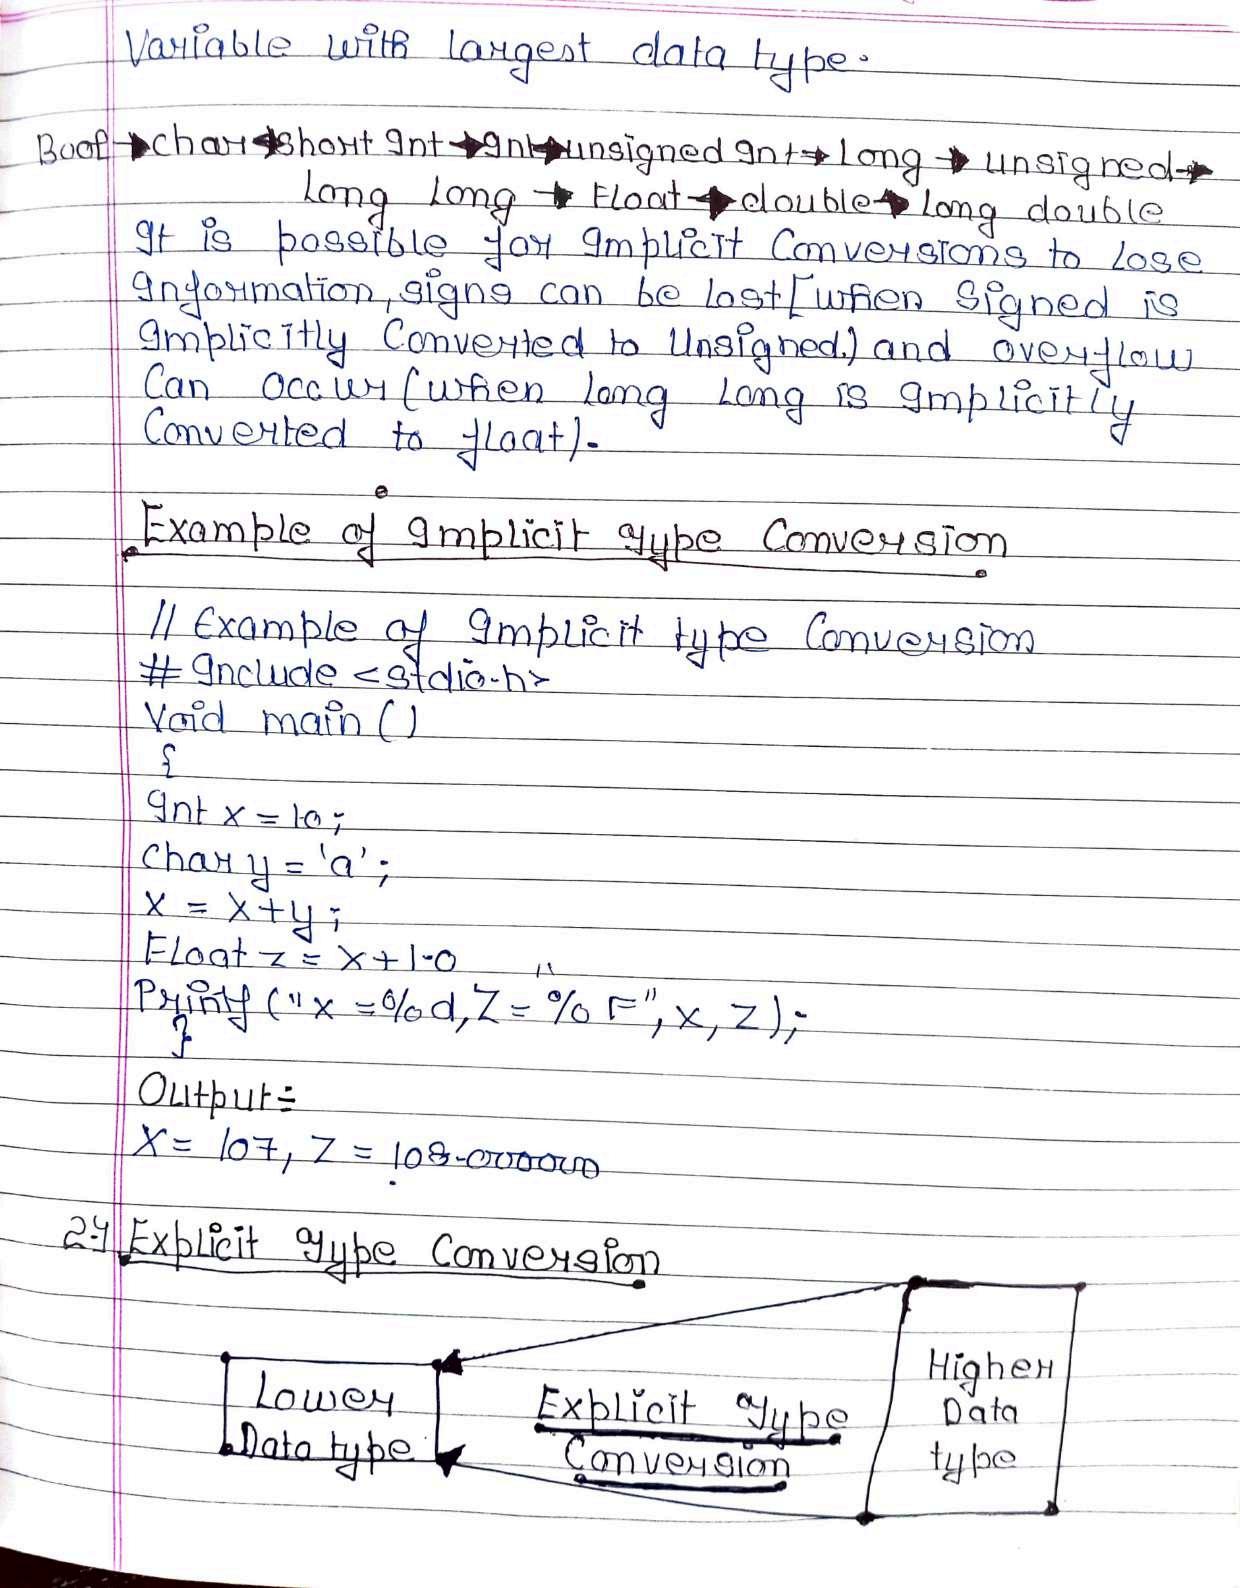 Variable with largest data type.
Bool→char→short Int→Int→unsigned Int→Long→unsigned→
Long Long→Float→double→Long double
It is possible for Implicit Conversions to Lose
Information, signs can be lost[when Signed is
Implicitly Converted to Unsigned.) and overflow
Can occur (when Long Long is Implicitly
Converted to float).
Example of Implicit Type Conversion
// Example of Implicit type Conversion
# Include <stdio.h>
Void main()
{
Int x = 10;
Char y = 'a';
x = x+y;
Float z = x+1.0
Printf ("x =%d, Z = %F", x, z);
}
Output:
X = 107, Z = 108.000000
2.) Explicit Type Conversion
Lower
Data type
Explicit Type
Conversion
Higher
Data
type